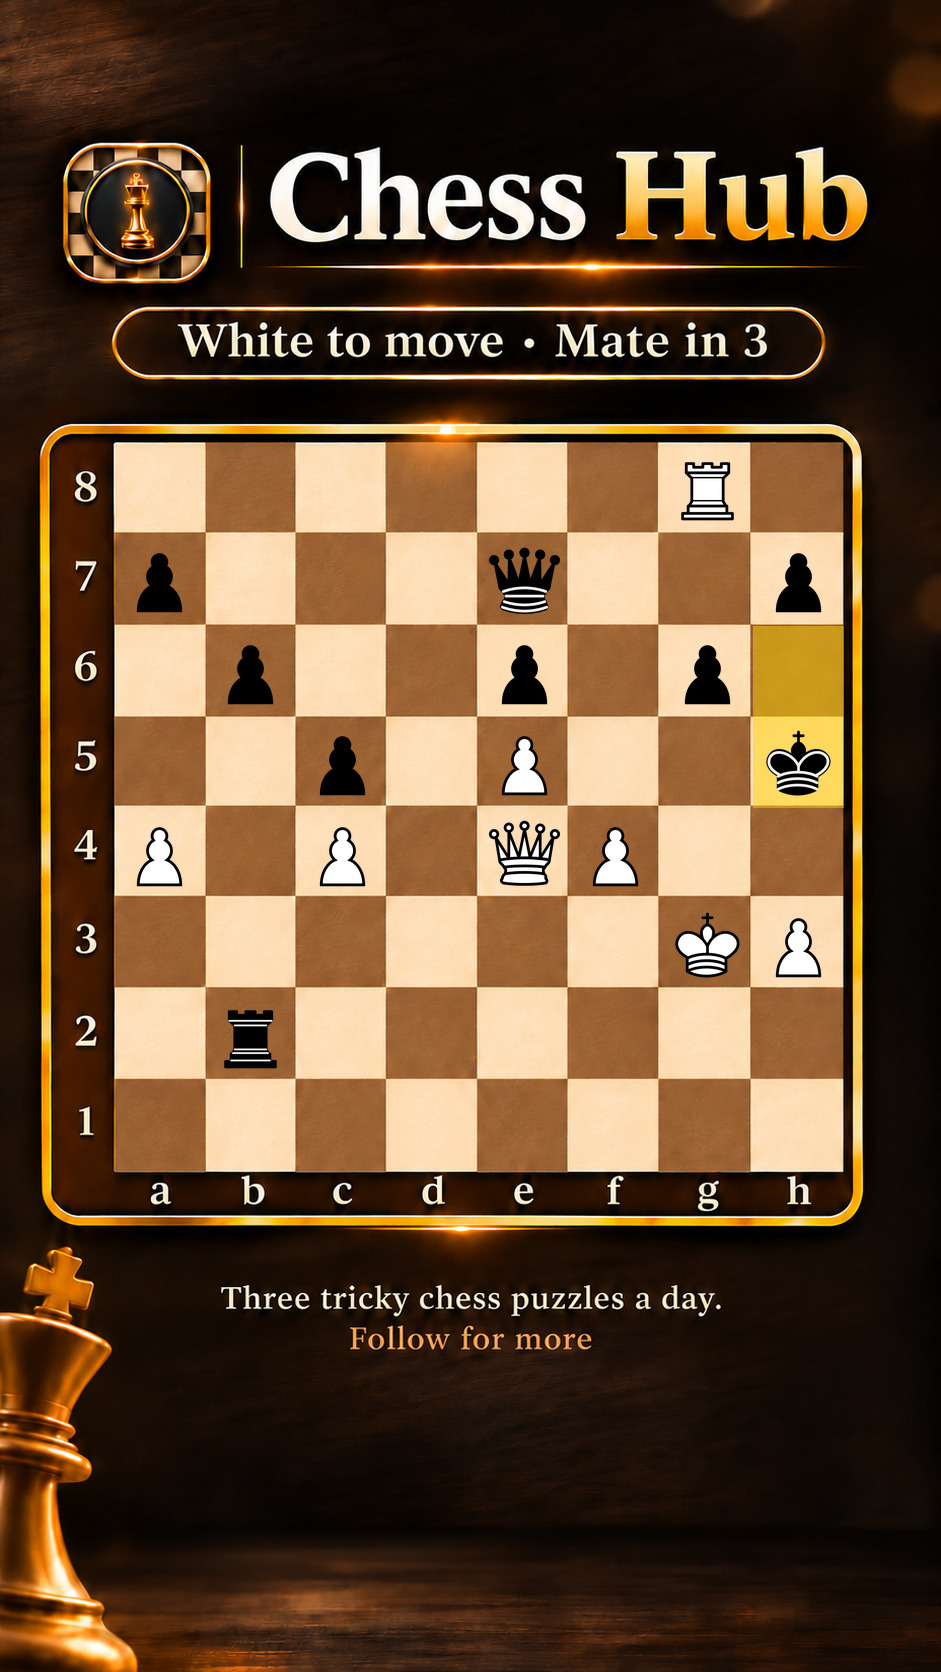 Chess Hub
White to move • Mate in 3
8
7
6
5
4
3
2
1
a b c d e f g h
Three tricky chess puzzles a day.
Follow for more